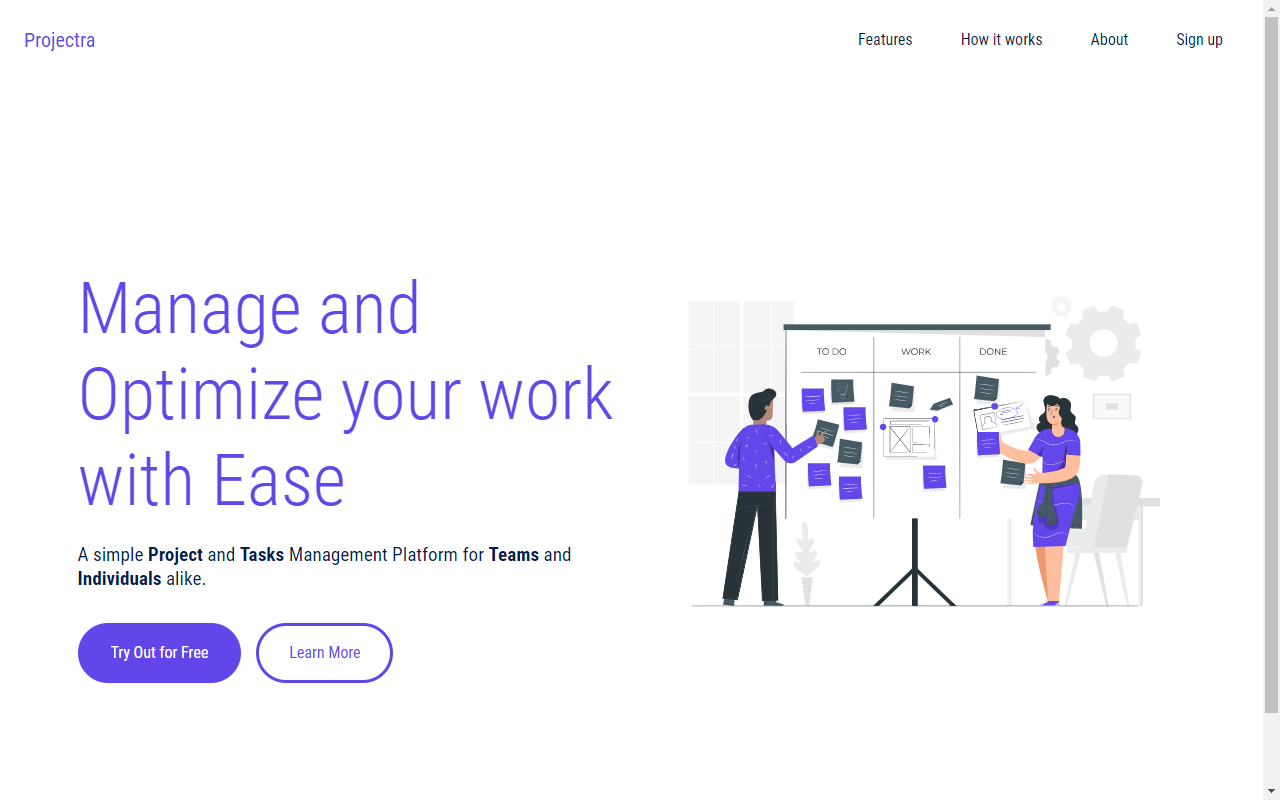 Projectra
Features
How it works
About
Sign up
Manage and
Optimize your work
with Ease
A simple Project and Tasks Management Platform for Teams and
Individuals alike.
Try Out for Free
Learn More
TO DO
WORK
DONE